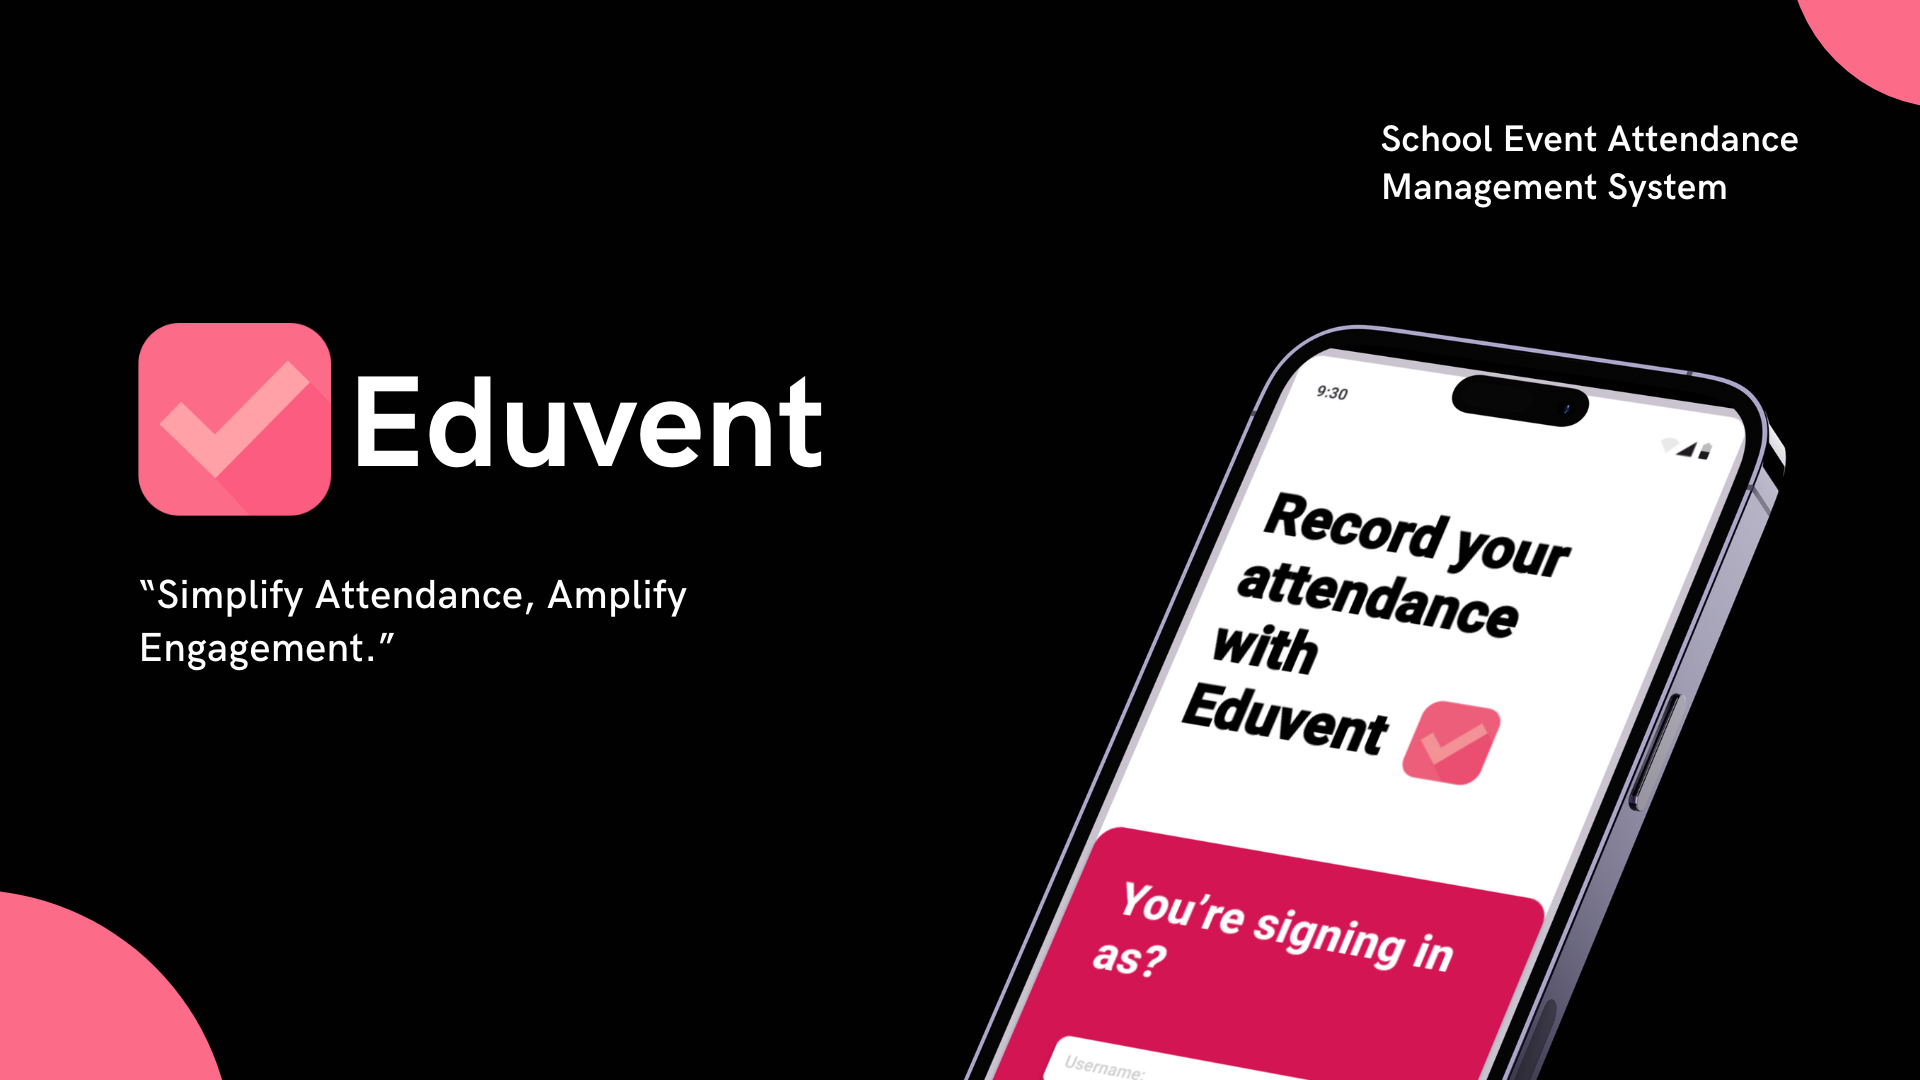 School Event Attendance
Management System
Eduvent
“Simplify Attendance, Amplify
Engagement.”
9:30
Record your
attendance
with
Eduvent
You’re signing in
as?
Username: